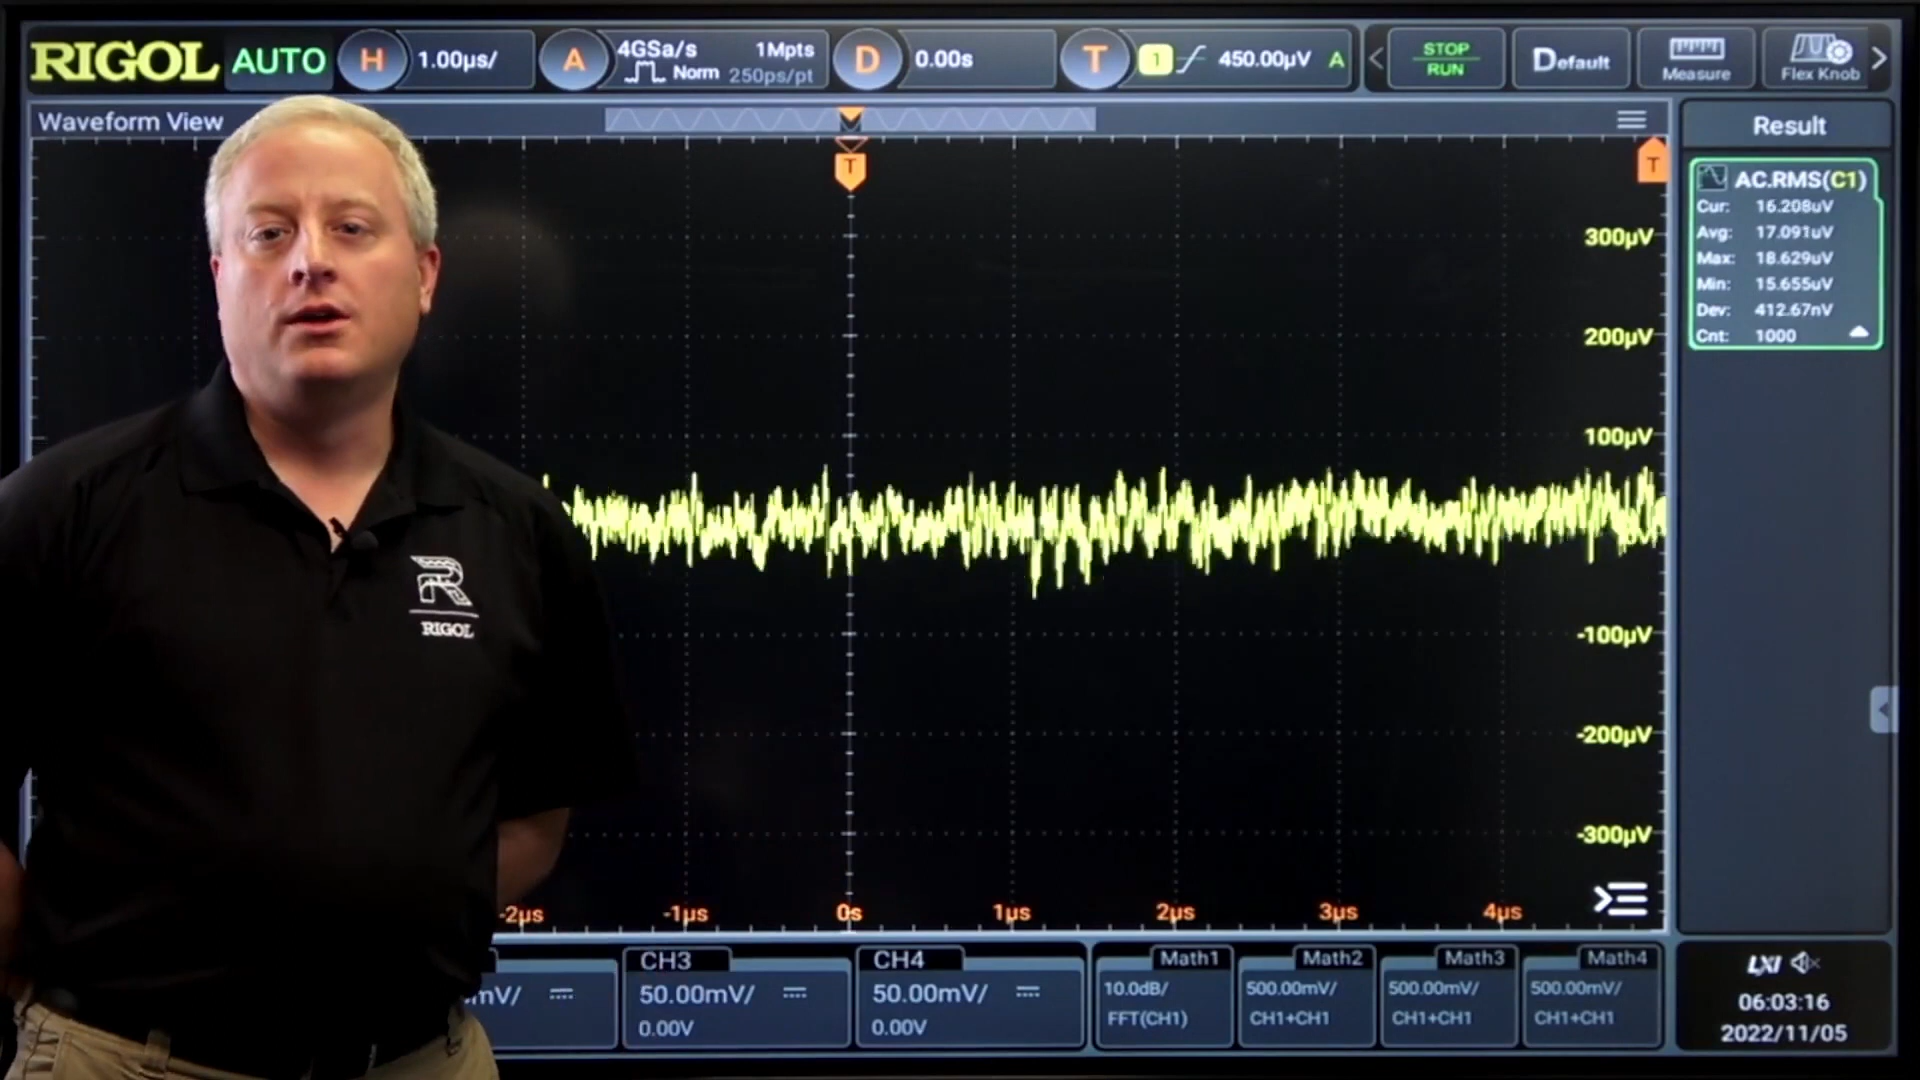 RIGOL AUTO H 1.00µs/ A 4GSa/s Norm 1Mpts 250ps/pt D 0.00s T 1 450.00µV A STOP RUN Default Measure Flex Knob
Waveform View
T
T
Result
AC.RMS(C1)
Cur: 16.208uV
Avg: 17.091uV
Max: 18.629uV
Min: 15.655uV
Dev: 412.67nV
Cnt: 1000
300µV
200µV
100µV
-100µV
-200µV
-300µV
R
RIGOL
-2µs -1µs 0s 1µs 2µs 3µs 4µs
mV/
CH3
50.00mV/
0.00V
CH4
50.00mV/
0.00V
Math1
10.0dB/
FFT(CH1)
Math2
500.00mV/
CH1+CH1
Math3
500.00mV/
CH1+CH1
Math4
500.00mV/
CH1+CH1
LXI
06:03:16
2022/11/05